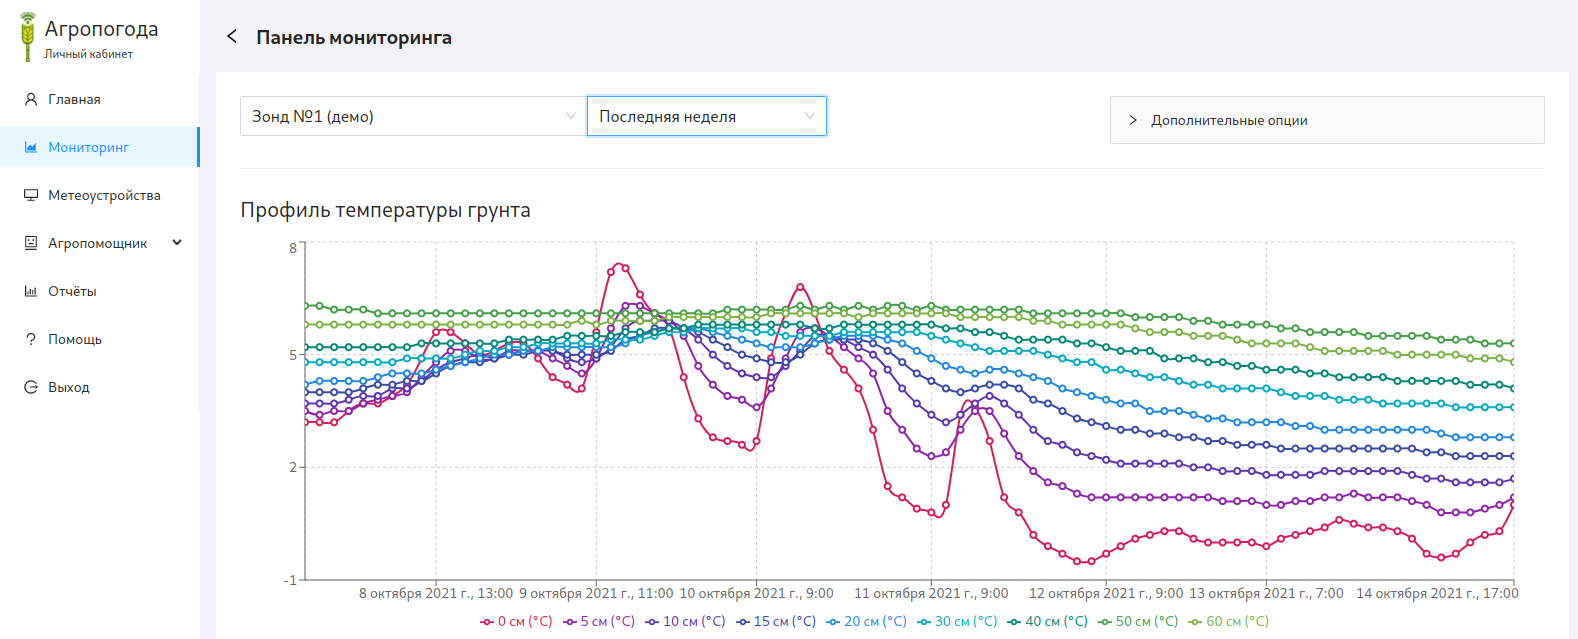 Агропогода
Личный кабинет
Главная
Мониторинг
Метеоустройства
Агропомощник
Отчёты
Помощь
Выход
Панель мониторинга
Зонд №1 (демо)
Последняя неделя
Дополнительные опции
Профиль температуры грунта
8
5
2
-1
8 октября 2021 г., 13:00
9 октября 2021 г., 11:00
10 октября 2021 г., 9:00
11 октября 2021 г., 9:00
12 октября 2021 г., 9:00
13 октября 2021 г., 7:00
14 октября 2021 г., 17:00
0 см (°C) 5 см (°C) 10 см (°C) 15 см (°C) 20 см (°C) 30 см (°C) 40 см (°C) 50 см (°C) 60 см (°C)